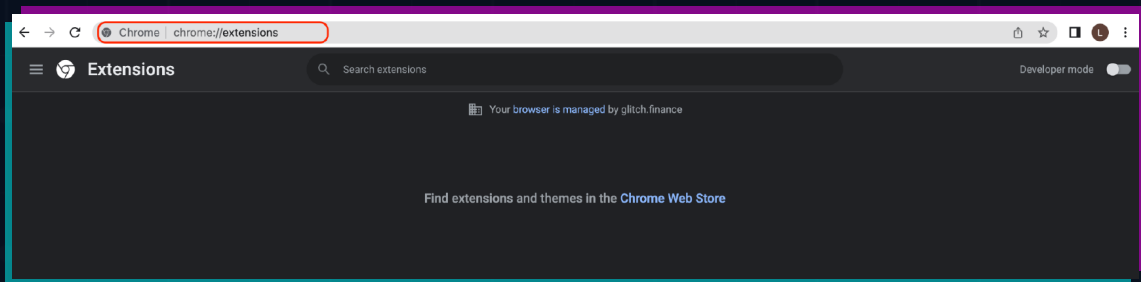 Chrome | chrome://extensions
L
Extensions
Search extensions
Developer mode
Your browser is managed by glitch.finance
Find extensions and themes in the Chrome Web Store